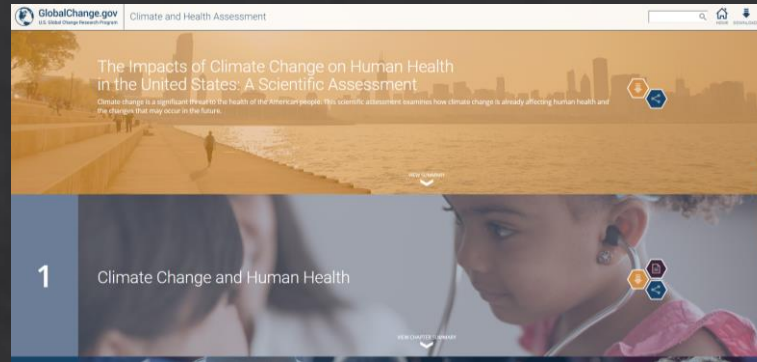 GlobalChange.gov
U.S. Global Change Research Program
Climate and Health Assessment
HOME
DOWNLOAD
The Impacts of Climate Change on Human Health
in the United States: A Scientific Assessment
Climate change is a significant threat to the health of the American people. This scientific assessment examines how climate change is already affecting human health and
the changes that may occur in the future.
VIEW SUMMARY
1
Climate Change and Human Health
VIEW CHAPTER SUMMARY